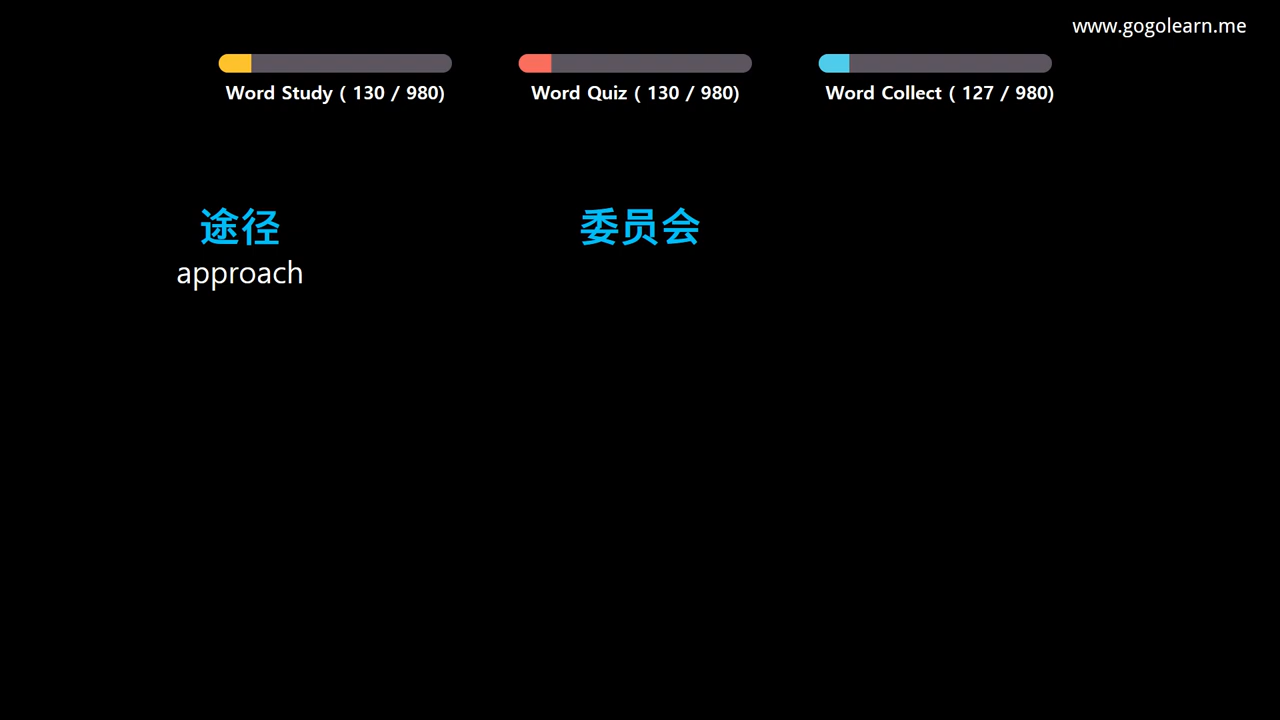 www.gogolearn.me
Word Study ( 130 / 980)
Word Quiz ( 130 / 980)
Word Collect ( 127 / 980)
途径
approach
委员会